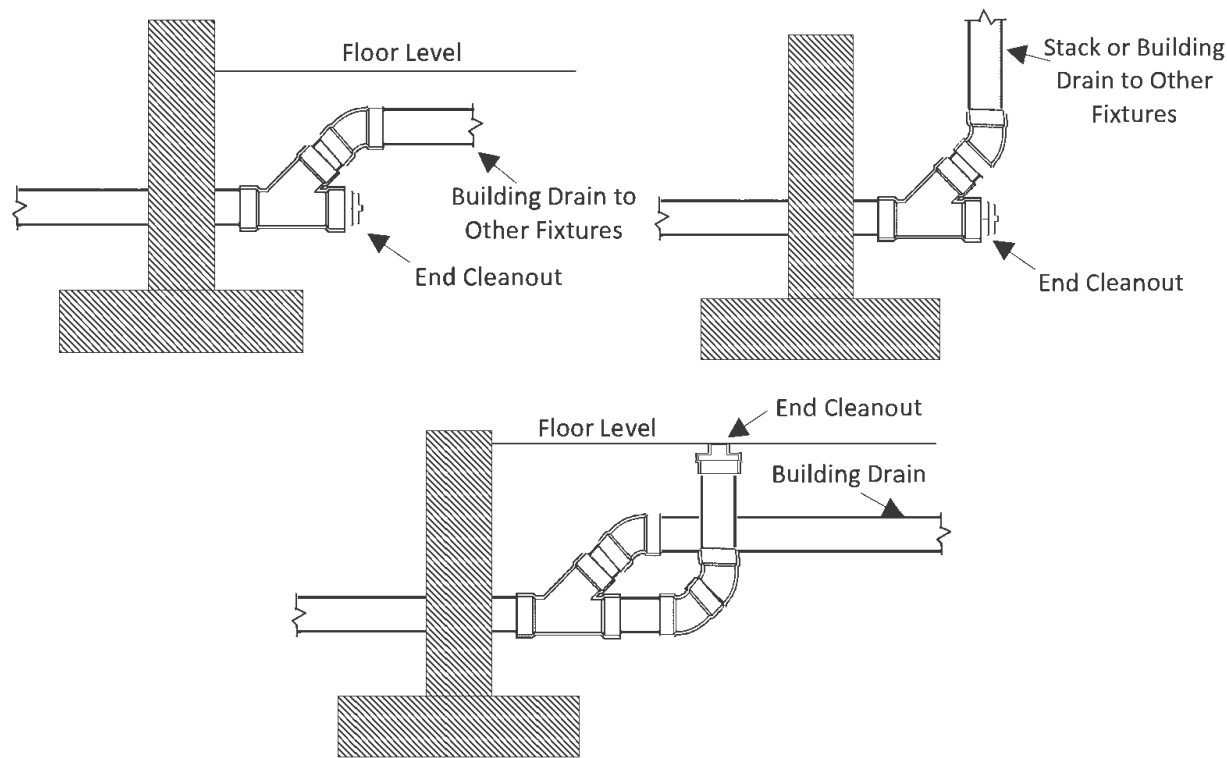 Floor Level
Building Drain to
Other Fixtures
End Cleanout
Stack or Building
Drain to Other
Fixtures
End Cleanout
End Cleanout
Floor Level
Building Drain